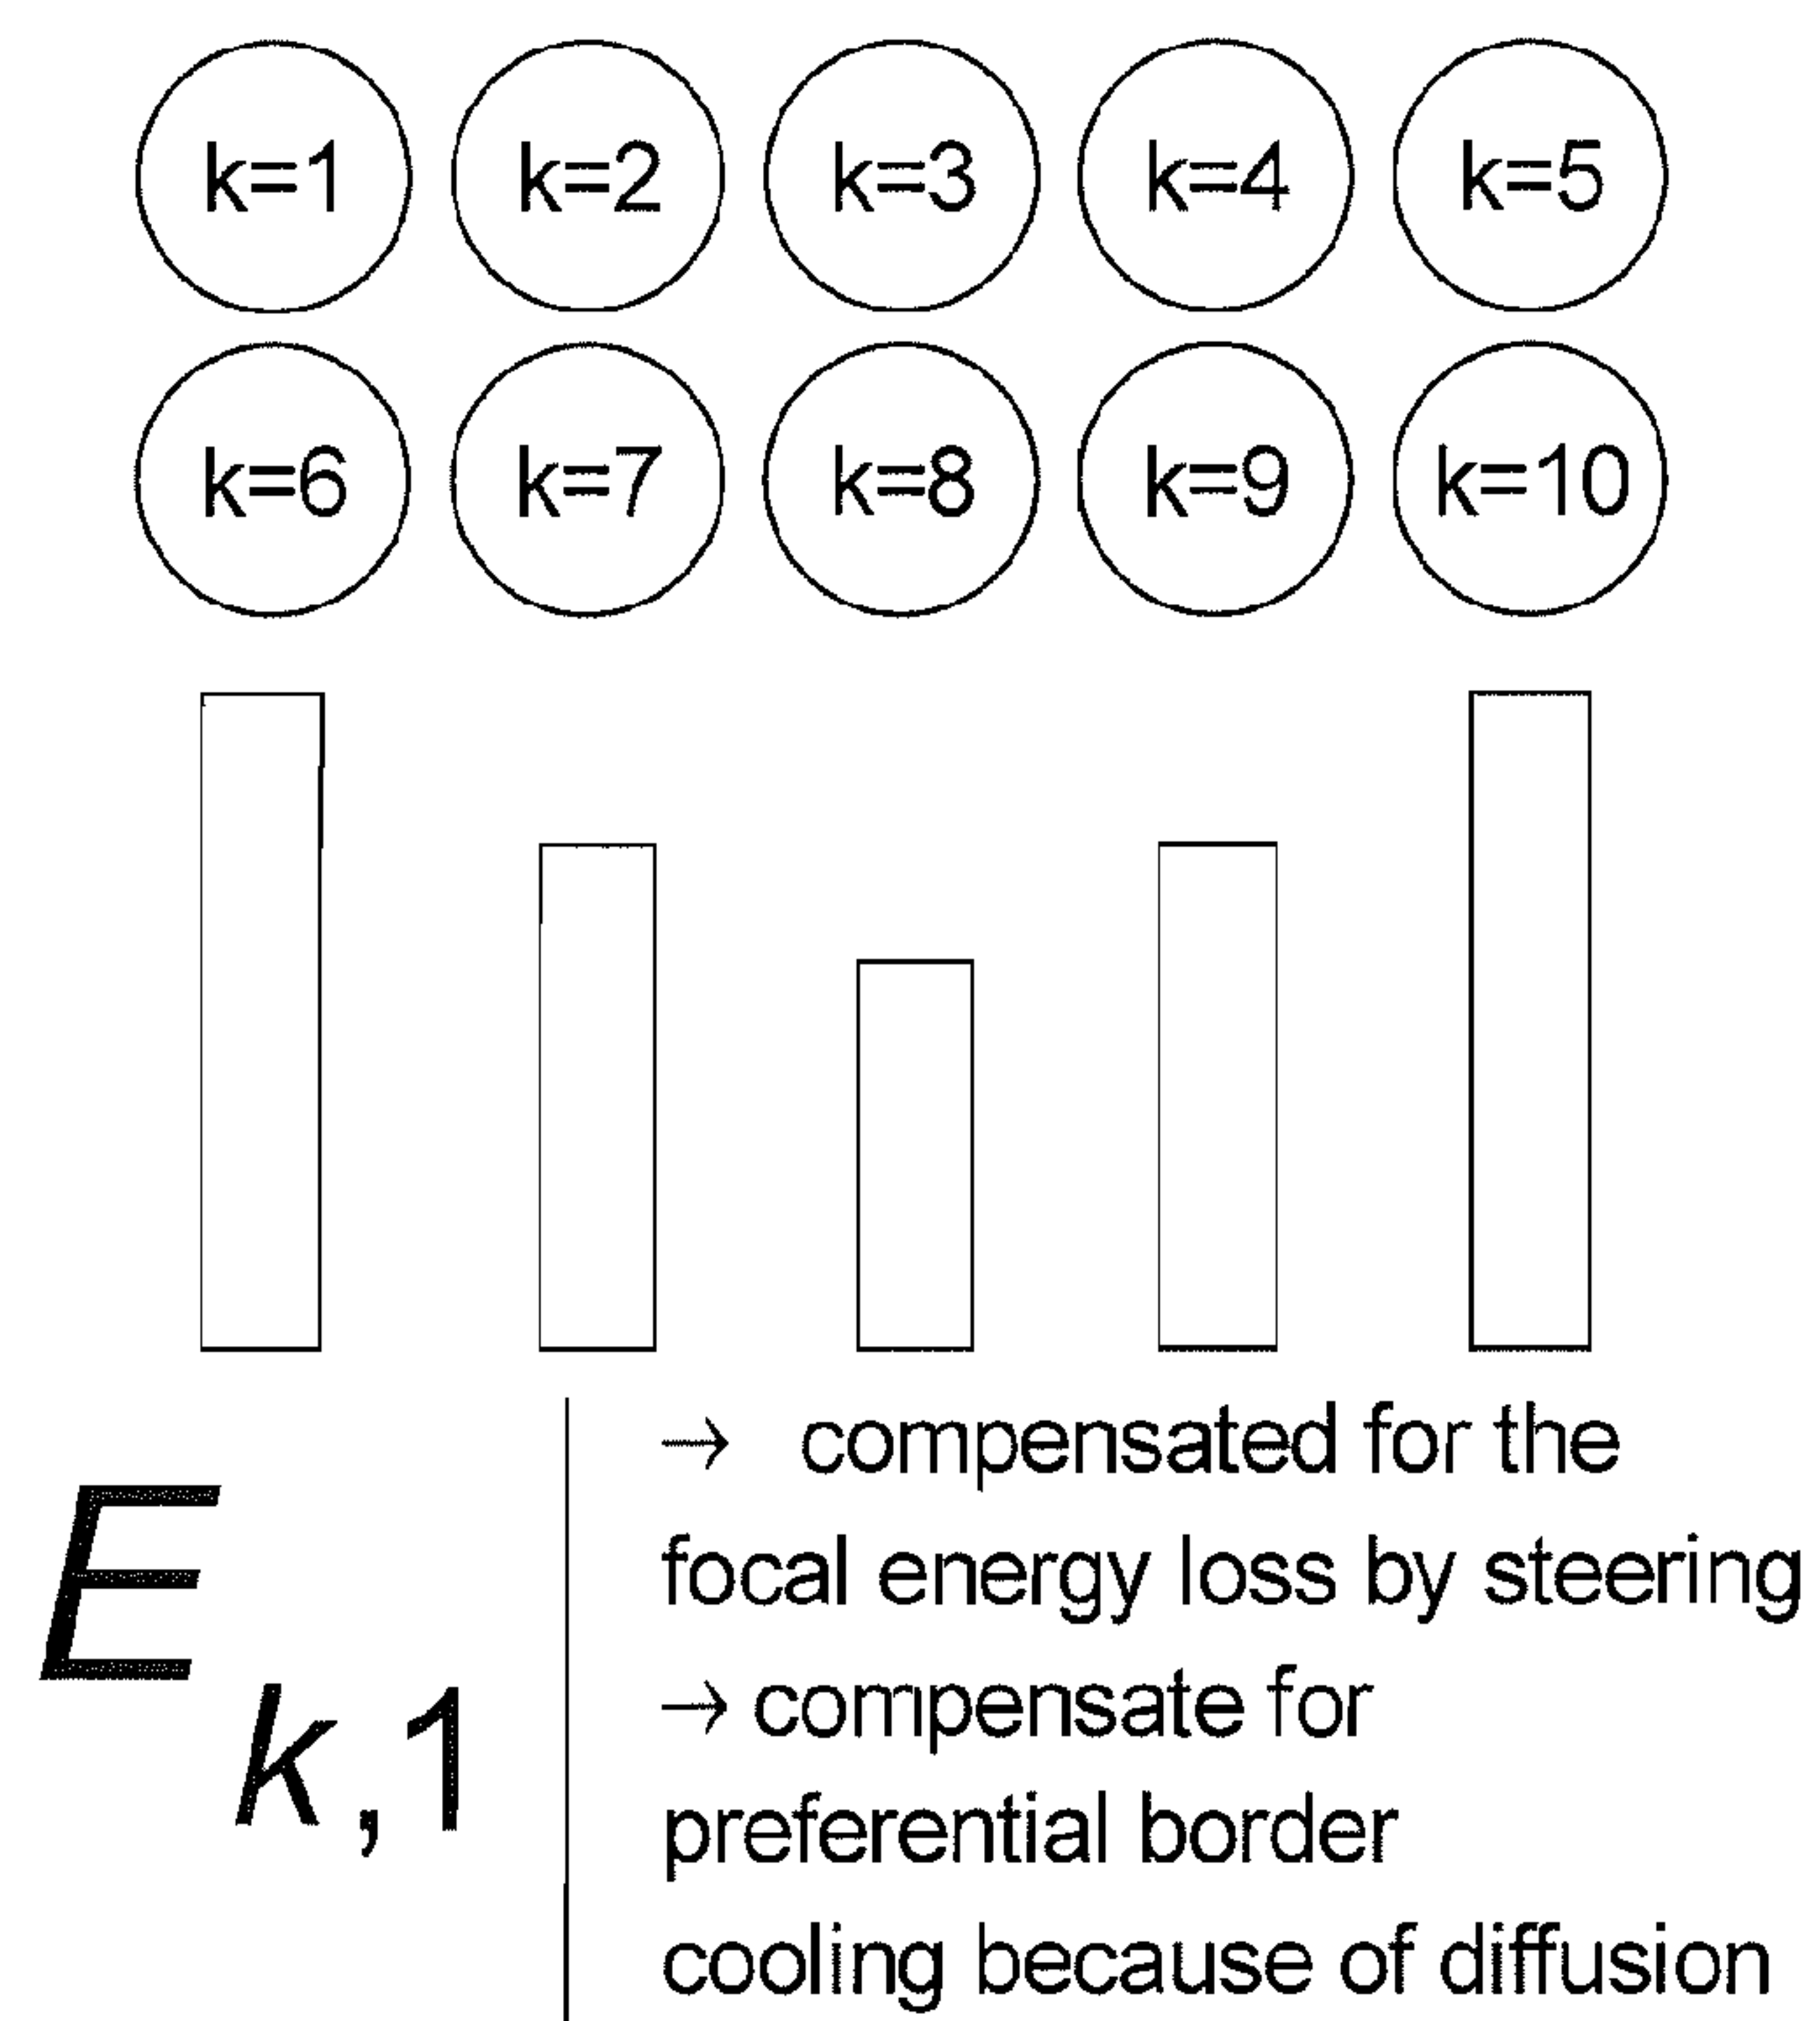 k=1 k=2 k=3 k=4 k=5
k=6 k=7 k=8 k=9 k=10
E k,1
→ compensated for the
focal energy loss by steering
→ compensate for
preferential border
cooling because of diffusion